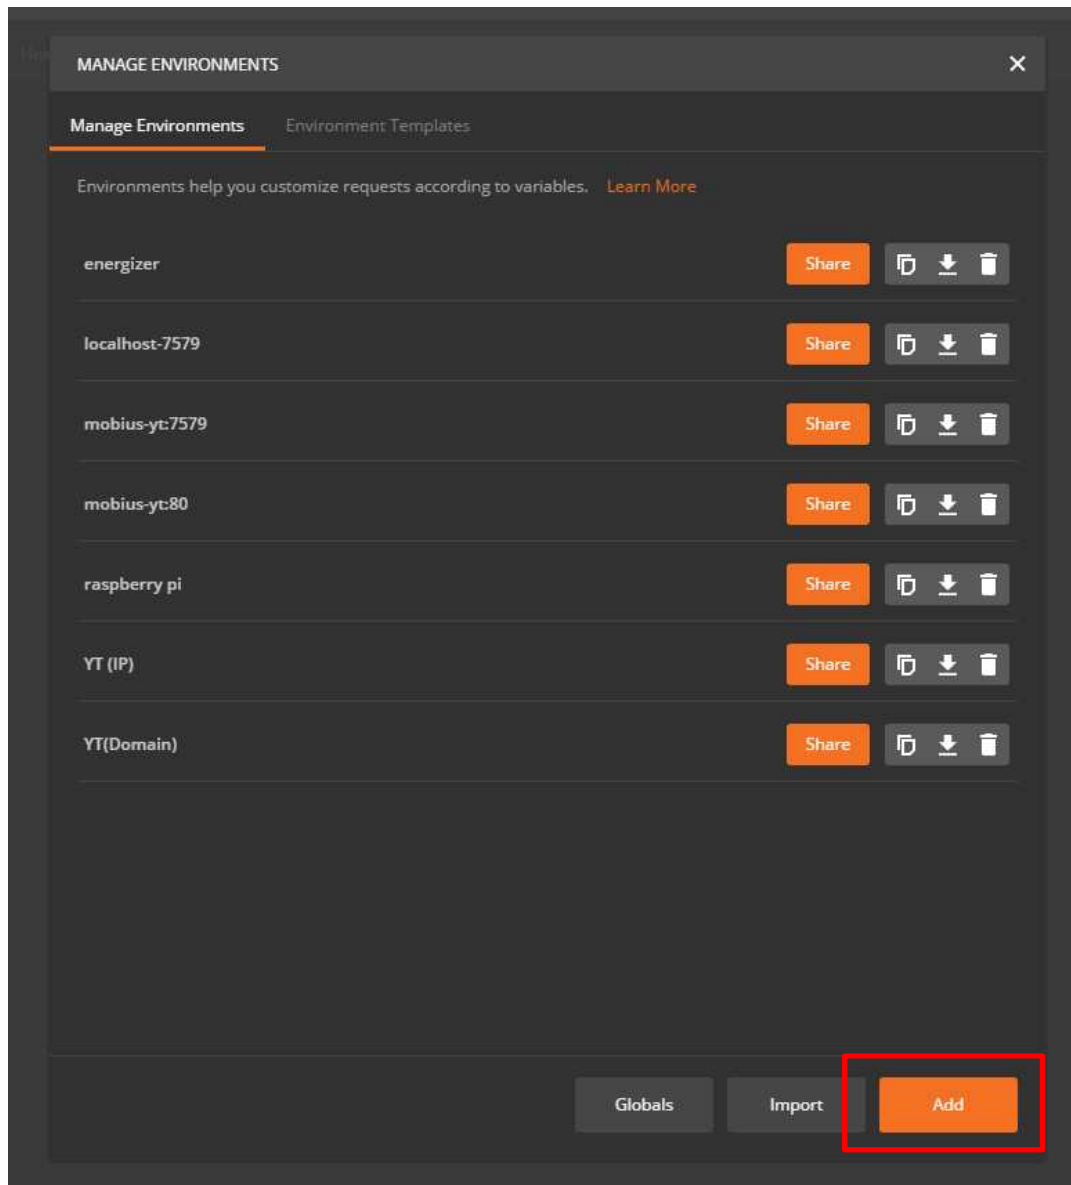 MANAGE ENVIRONMENTS
Manage Environments Environment Templates
Environments help you customize requests according to variables. Learn More
energizer Share
localhost-7579 Share
mobius-yt:7579 Share
mobius-yt:80 Share
raspberry pi Share
YT (IP) Share
YT(Domain) Share
Globals Import Add